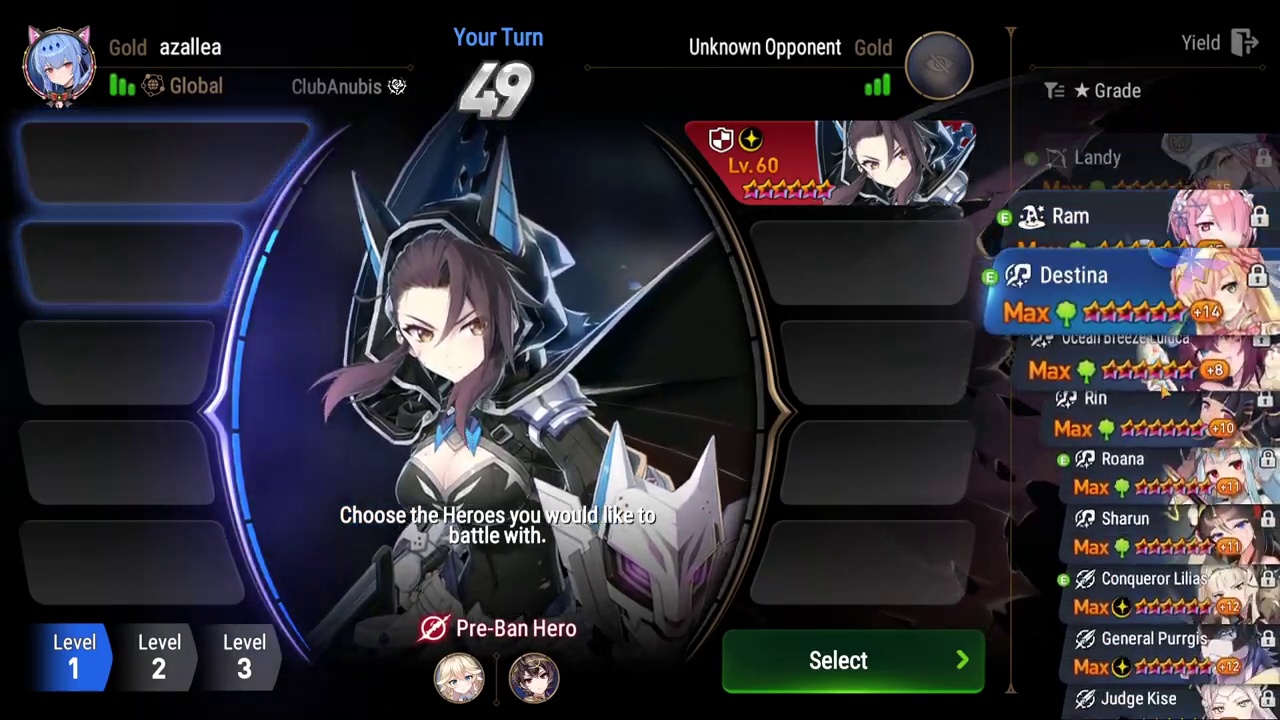 Gold azallea
Global
ClubAnubis
Your Turn
49
Unknown Opponent Gold
Yield
Grade
Lv.60
Landy
Max +15
Ram
Destina
Max +14
Ocean Breeze Luluca
Max +8
Rin
Max +10
E Roana
Max +11
Sharun
Max +11
E Conqueror Lilias
Max +12
General Purrgis
Max +12
Judge Kise
Choose the Heroes you would like to
battle with.
Pre-Ban Hero
Level
1
Level
2
Level
3
Select